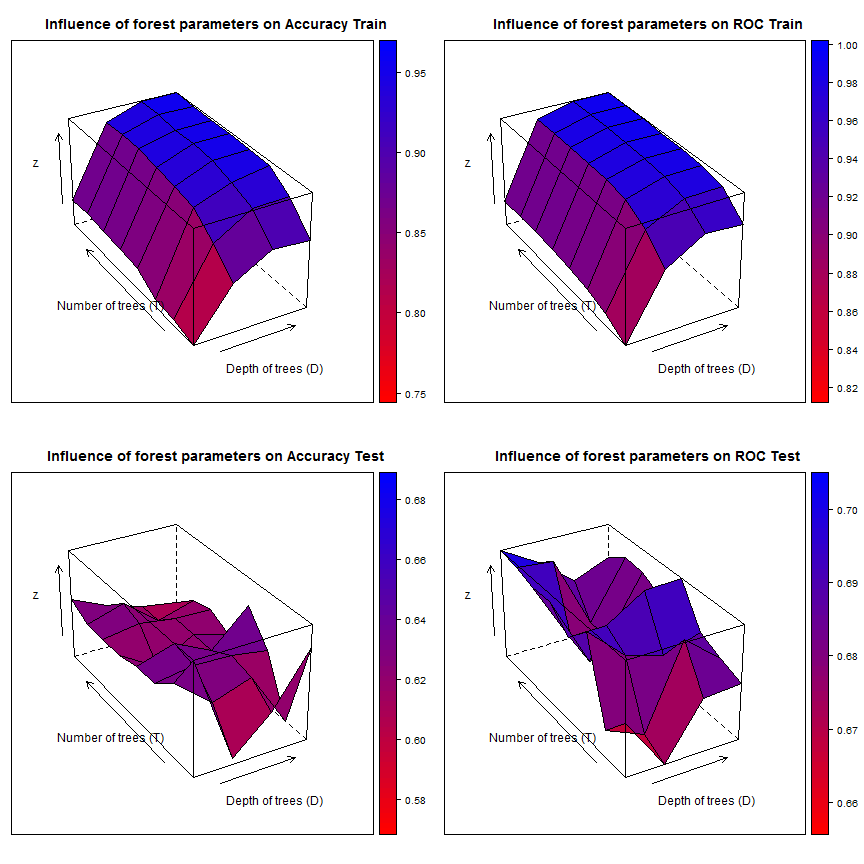 Influence of forest parameters on Accuracy Train
0.95
0.90
0.85
0.80
0.75
z
Number of trees (T)
Depth of trees (D)
Influence of forest parameters on ROC Train
1.00
0.98
0.96
0.94
0.92
0.90
0.88
0.86
0.84
0.82
z
Number of trees (T)
Depth of trees (D)
Influence of forest parameters on Accuracy Test
0.68
0.66
0.64
0.62
0.60
0.58
z
Number of trees (T)
Depth of trees (D)
Influence of forest parameters on ROC Test
0.70
0.69
0.68
0.67
0.66
z
Number of trees (T)
Depth of trees (D)